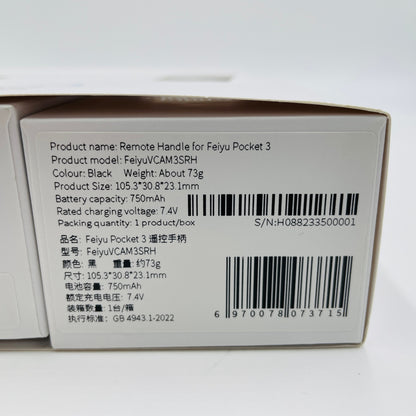 Product name: Remote Handle for Feiyu Pocket 3
Product model: FeiyuVCAM3SRH
Colour: Black Weight: About 73g
Product Size: 105.3*30.8*23.1mm
Battery capacity: 750mAh
Rated charging voltage: 7.4V
Packing quantity: 1 product/box
S/N:H088233500001
品名: Feiyu Pocket 3 遥控手柄
型号: FeiyuVCAM3SRH
颜色: 黑 重量: 约73g
尺寸: 105.3*30.8*23.1mm
电池容量: 750mAh
额定充电电压: 7.4V
装箱数量: 1台/箱
执行标准: GB 4943.1-2022
6 970078 073715